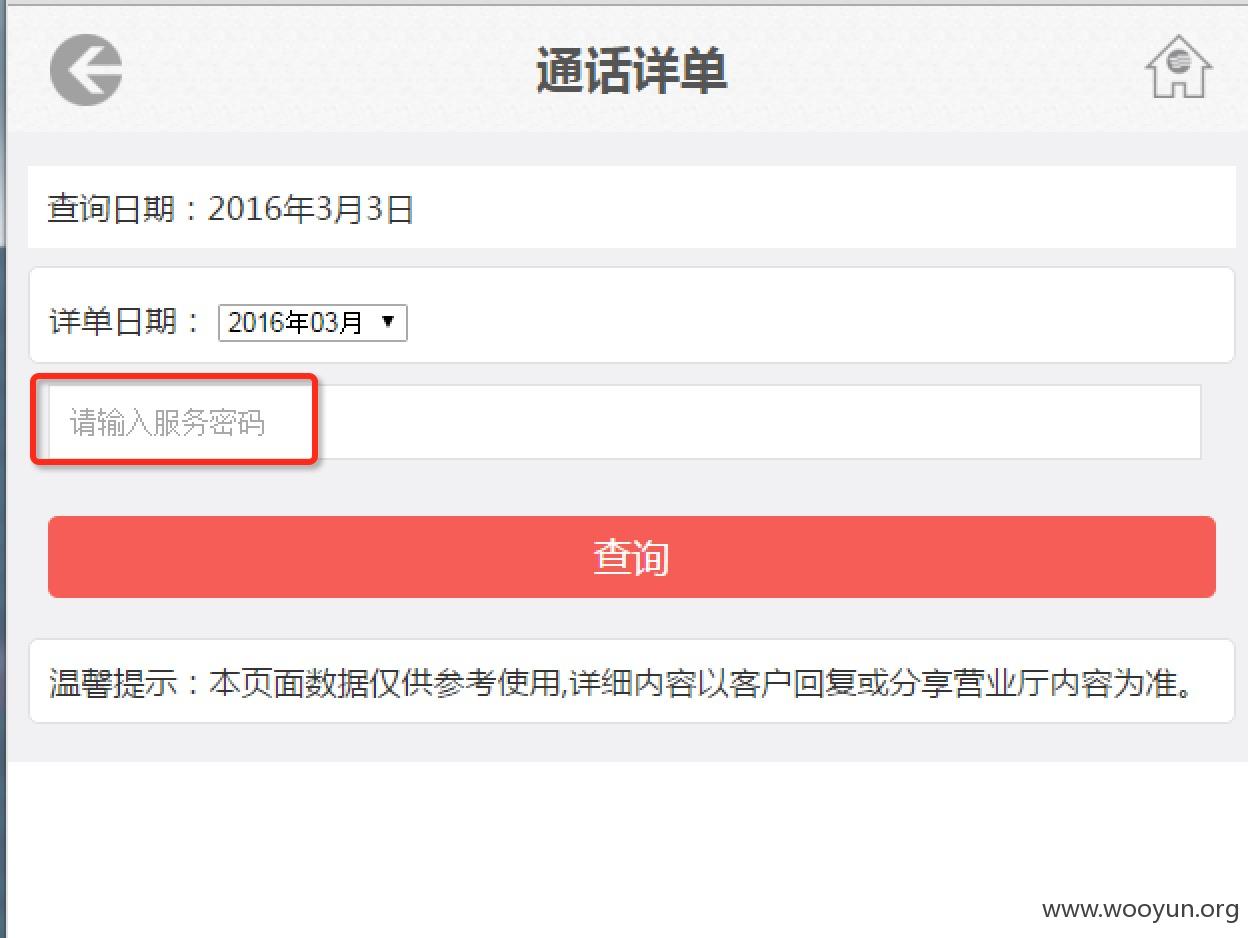 通话详单
查询日期：2016年3月3日
详单日期： 2016年03月 ▼
请输入服务密码
查询
温馨提示：本页面数据仅供参考使用,详细内容以客户回复或分享营业厅内容为准。
www.wooyun.org